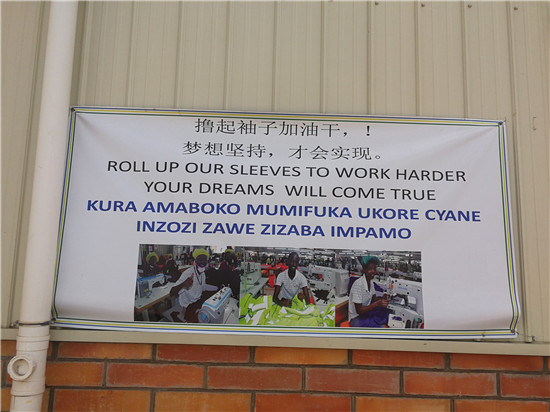 撸起袖子加油干，！
梦想坚持，才会实现。
ROLL UP OUR SLEEVES TO WORK HARDER
YOUR DREAMS WILL COME TRUE
KURA AMABOKO MUMIFUKA UKORE CYANE
INZOZI ZAWE ZIZABA IMPAMO